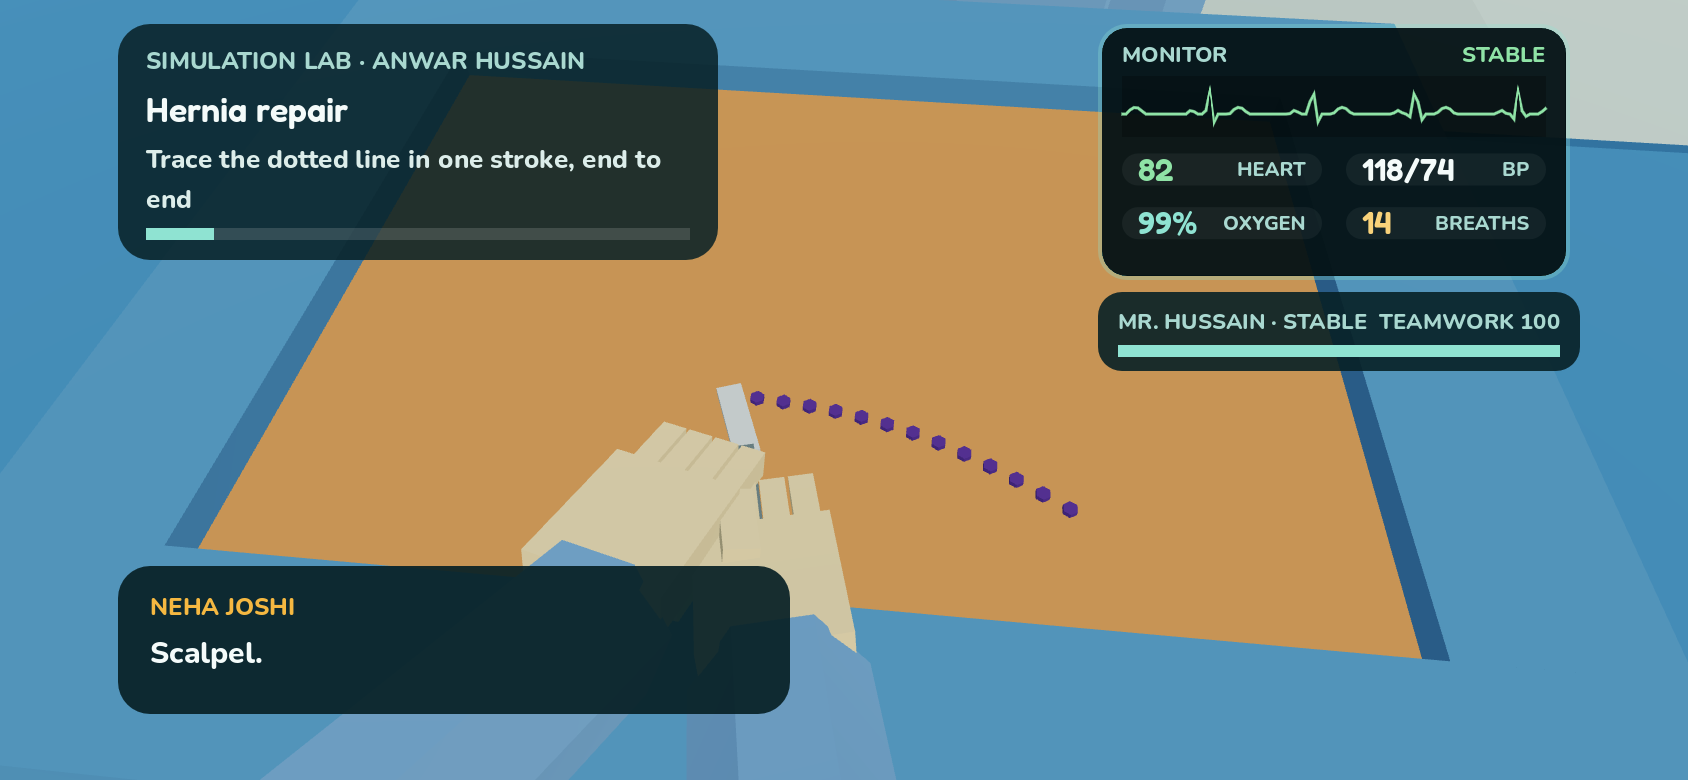 SIMULATION LAB · ANWAR HUSSAIN
Hernia repair
Trace the dotted line in one stroke, end to
end
MONITOR STABLE
82 HEART 118/74 BP
99% OXYGEN 14 BREATHS
MR. HUSSAIN · STABLE TEAMWORK 100
NEHA JOSHI
Scalpel.